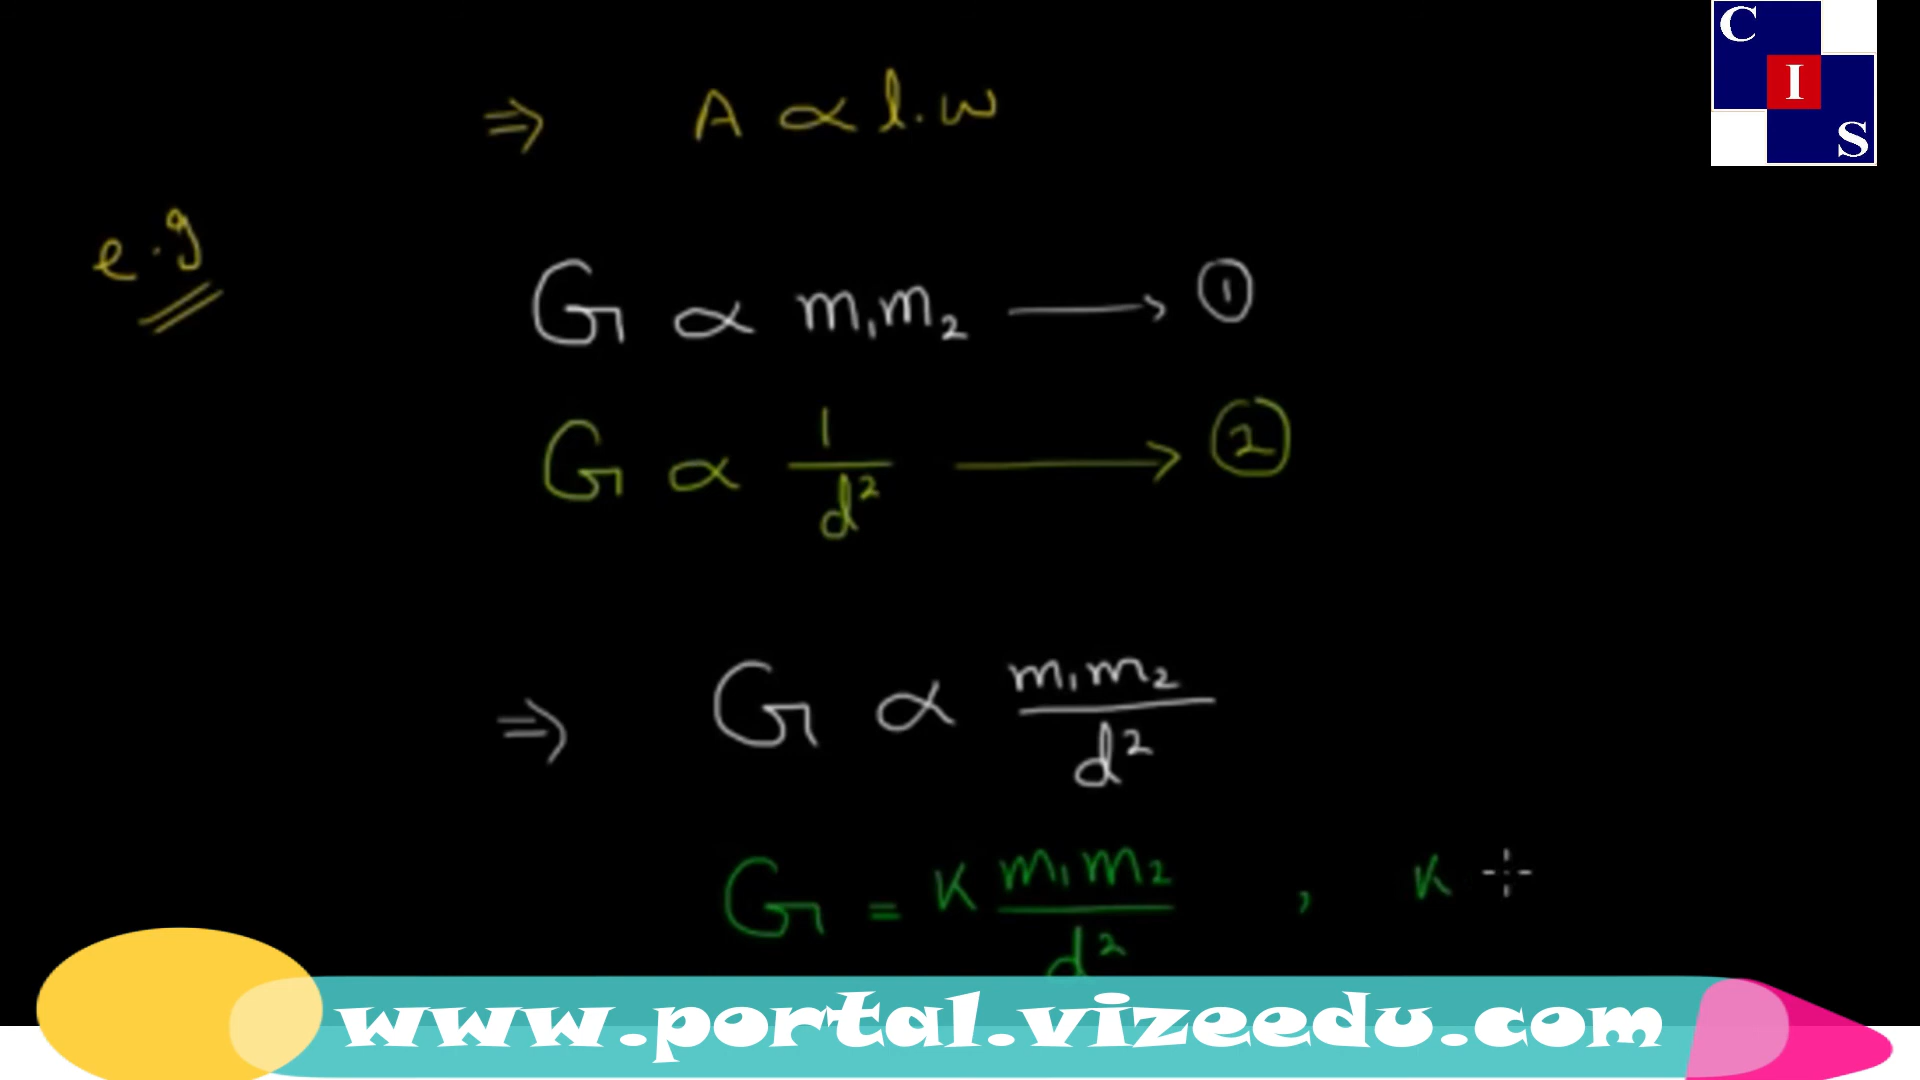 C
I
S
⇒ A ∝ l.w
e.g
G ∝ m₁m₂ ⟶ ①
G ∝ 1/d² ⟶ ②
⇒ G ∝ m₁m₂/d²
G = K m₁m₂/d² , K
www.portal.vizeedu.com